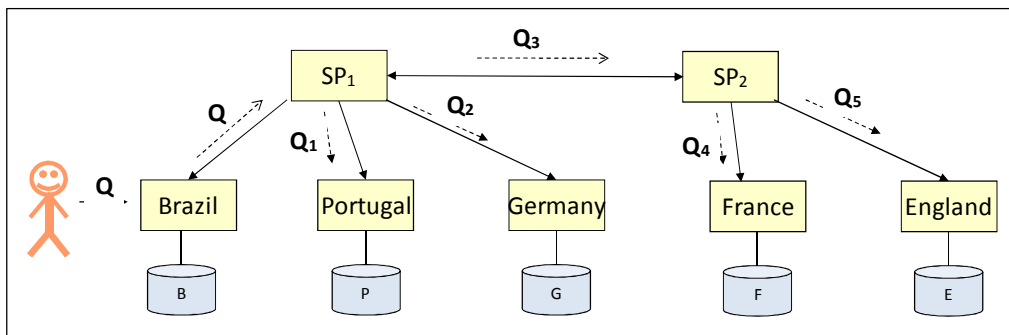 Q₃
SP₁
SP₂
Q
Q₂
Q₅
Q₁
Q₄
Q
Brazil
Portugal
Germany
France
England
B
P
G
F
E